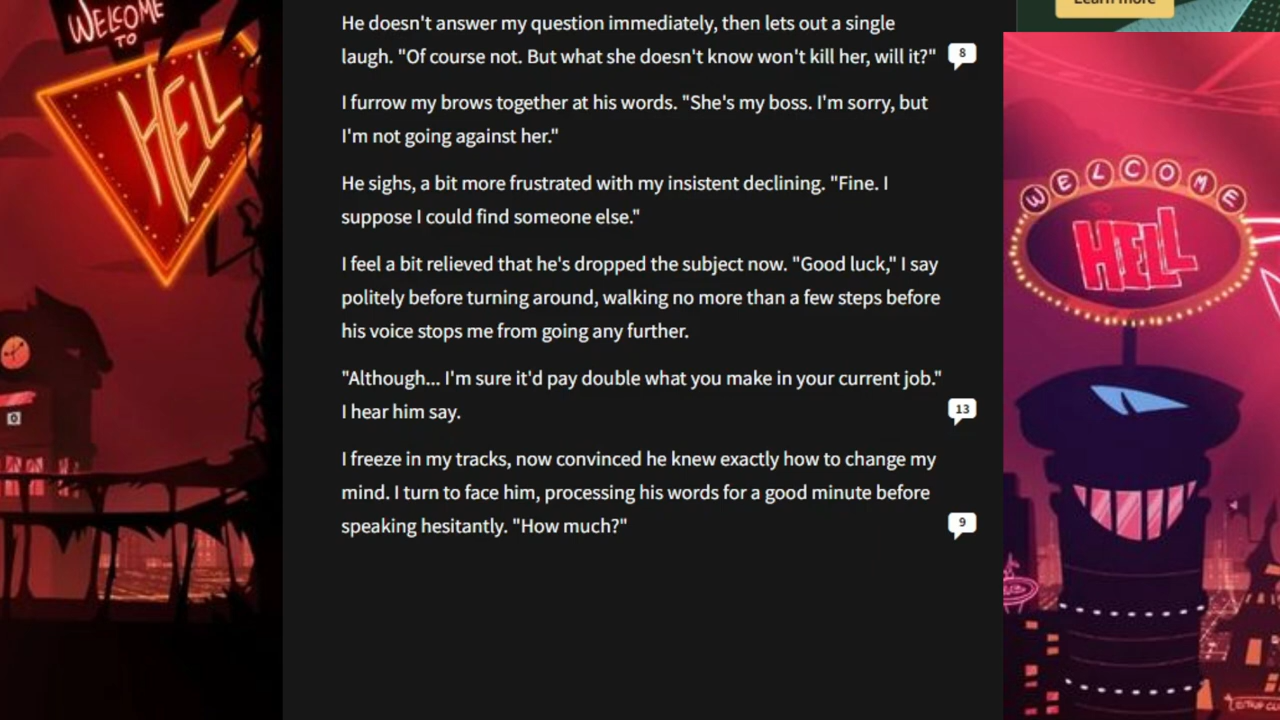 WELCOME
TO
HELL
Learn more
He doesn't answer my question immediately, then lets out a single
laugh. "Of course not. But what she doesn't know won't kill her, will it?"
8
I furrow my brows together at his words. "She's my boss. I'm sorry, but
I'm not going against her."
He sighs, a bit more frustrated with my insistent declining. "Fine. I
suppose I could find someone else."
I feel a bit relieved that he's dropped the subject now. "Good luck," I say
politely before turning around, walking no more than a few steps before
his voice stops me from going any further.
"Although... I'm sure it'd pay double what you make in your current job."
I hear him say.
13
I freeze in my tracks, now convinced he knew exactly how to change my
mind. I turn to face him, processing his words for a good minute before
speaking hesitantly. "How much?"
9
WELCOME
HELL